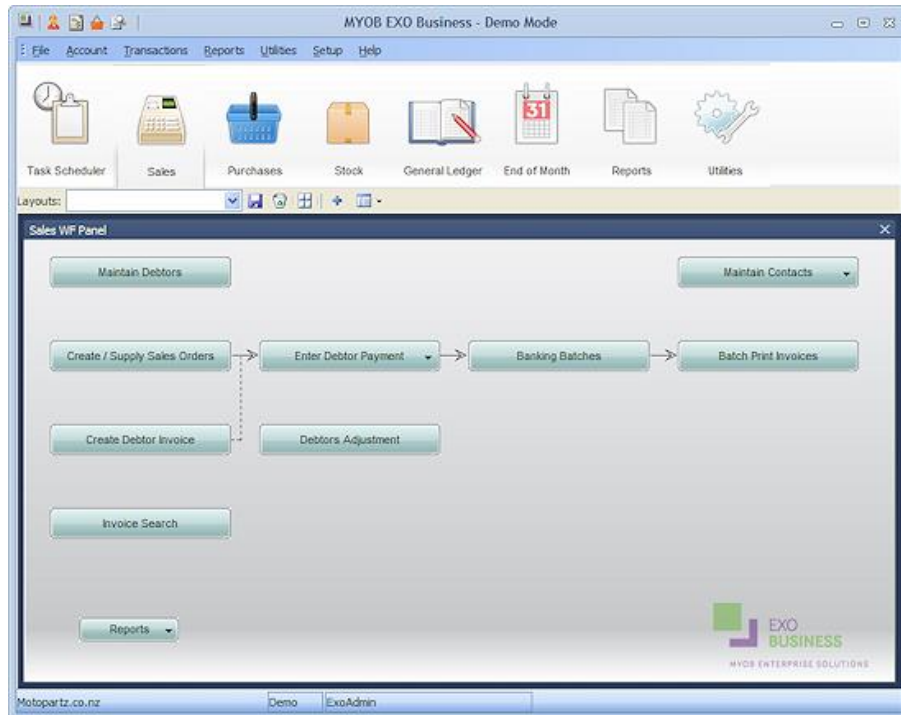 MYOB EXO Business - Demo Mode
File Account Transactions Reports Utilities Setup Help
31
Task Scheduler Sales Purchases Stock General Ledger End of Month Reports Utilities
Layouts:
Sales WF Panel
Maintain Debtors Maintain Contacts
Create / Supply Sales Orders Enter Debtor Payment Banking Batches Batch Print Invoices
Create Debtor Invoice Debtors Adjustment
Invoice Search
Reports
EXO
BUSINESS
MYOB ENTERPRISE SOLUTIONS
Motopartz.co.nz Demo ExoAdmin